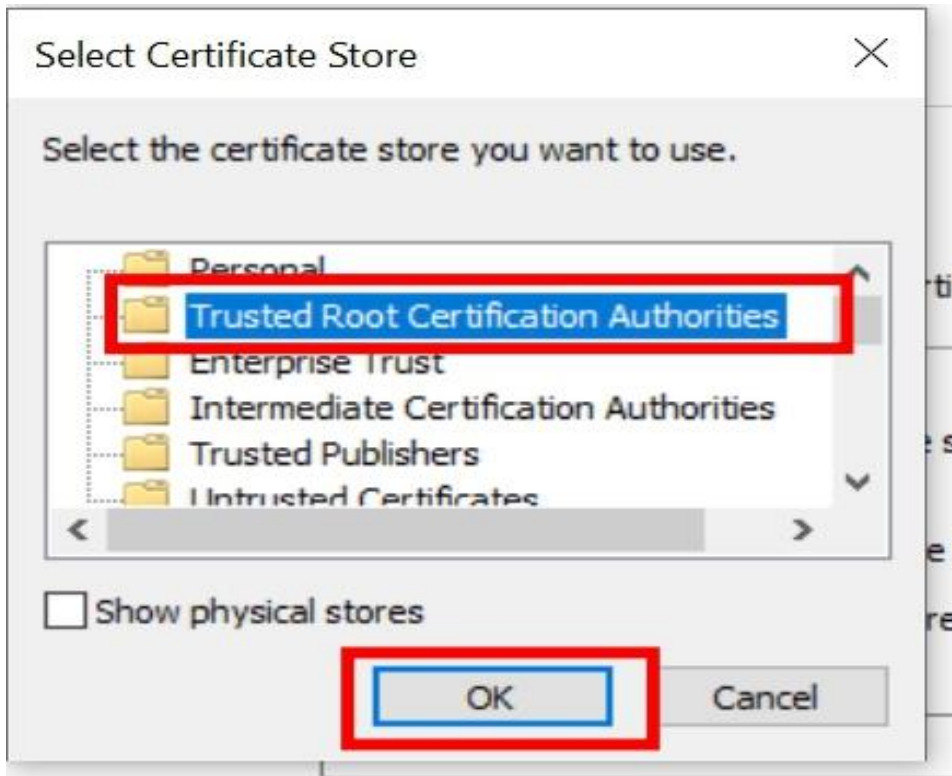 Select Certificate Store
Select the certificate store you want to use.
Personal
Trusted Root Certification Authorities
Enterprise Trust
Intermediate Certification Authorities
Trusted Publishers
Untrusted Certificates
Show physical stores
OK
Cancel